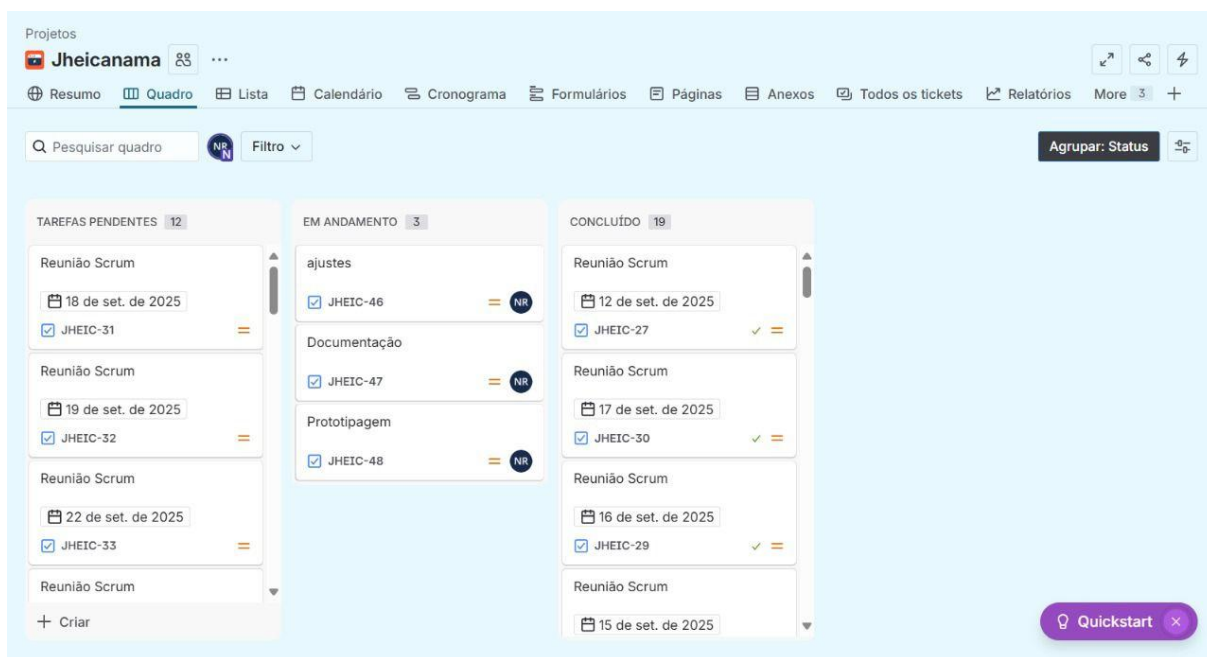 Projetos
Jheicanama
Resumo Quadro Lista Calendário Cronograma Formulários Páginas Anexos Todos os tickets Relatórios More 3
Pesquisar quadro NR N Filtro Agrupar: Status
TAREFAS PENDENTES 12
Reunião Scrum
18 de set. de 2025
JHEIC-31
Reunião Scrum
19 de set. de 2025
JHEIC-32
Reunião Scrum
22 de set. de 2025
JHEIC-33
Reunião Scrum
Criar
EM ANDAMENTO 3
ajustes
JHEIC-46 NR
Documentação
JHEIC-47 NR
Prototipagem
JHEIC-48 NR
CONCLUÍDO 19
Reunião Scrum
12 de set. de 2025
JHEIC-27
Reunião Scrum
17 de set. de 2025
JHEIC-30
Reunião Scrum
16 de set. de 2025
JHEIC-29
Reunião Scrum
15 de set. de 2025
Quickstart